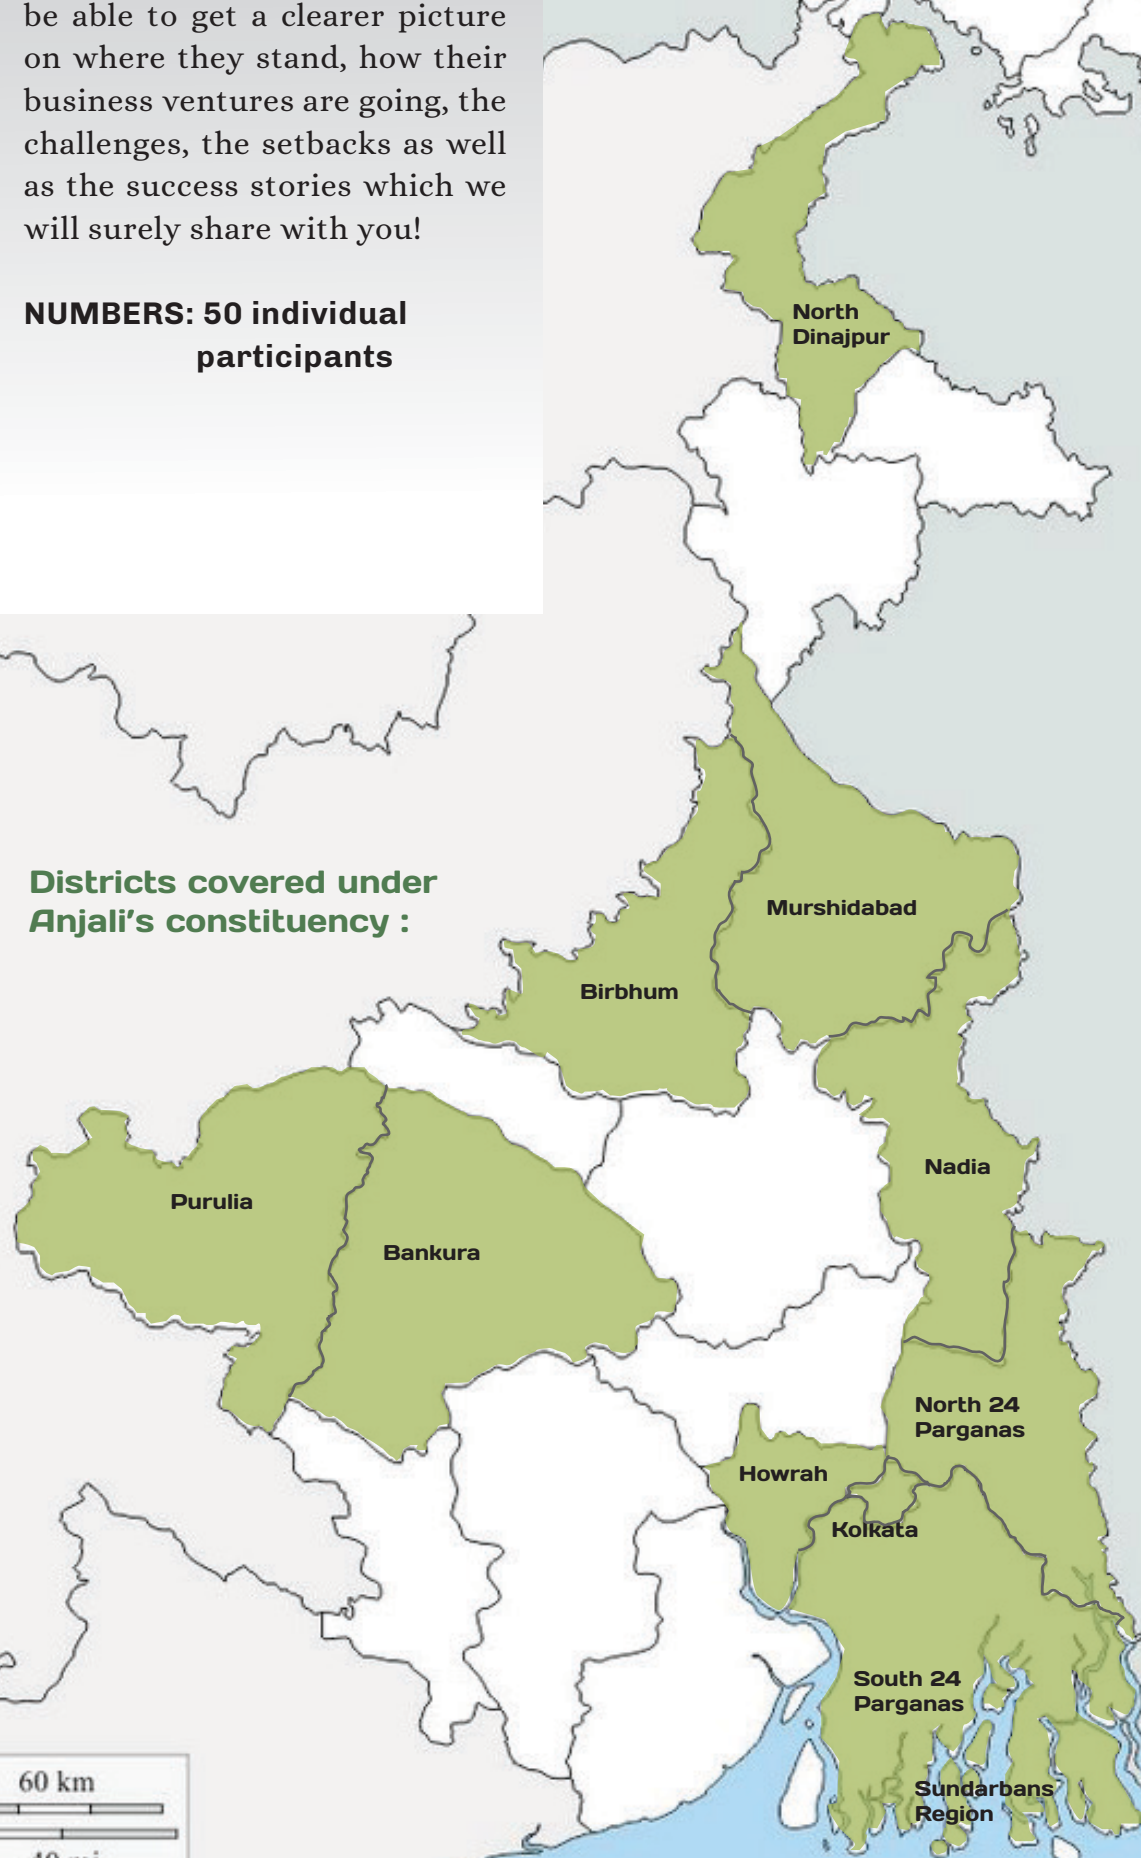 be able to get a clearer picture
on where they stand, how their
business ventures are going, the
challenges, the setbacks as well
as the success stories which we
will surely share with you!
NUMBERS: 50 individual
participants
North
Dinajpur
Districts covered under
Anjali's constituency :
Murshidabad
Birbhum
Nadia
Purulia
Bankura
North 24
Parganas
Howrah
Kolkata
South 24
Parganas
Sundarbans
Region
60 km
40 mi